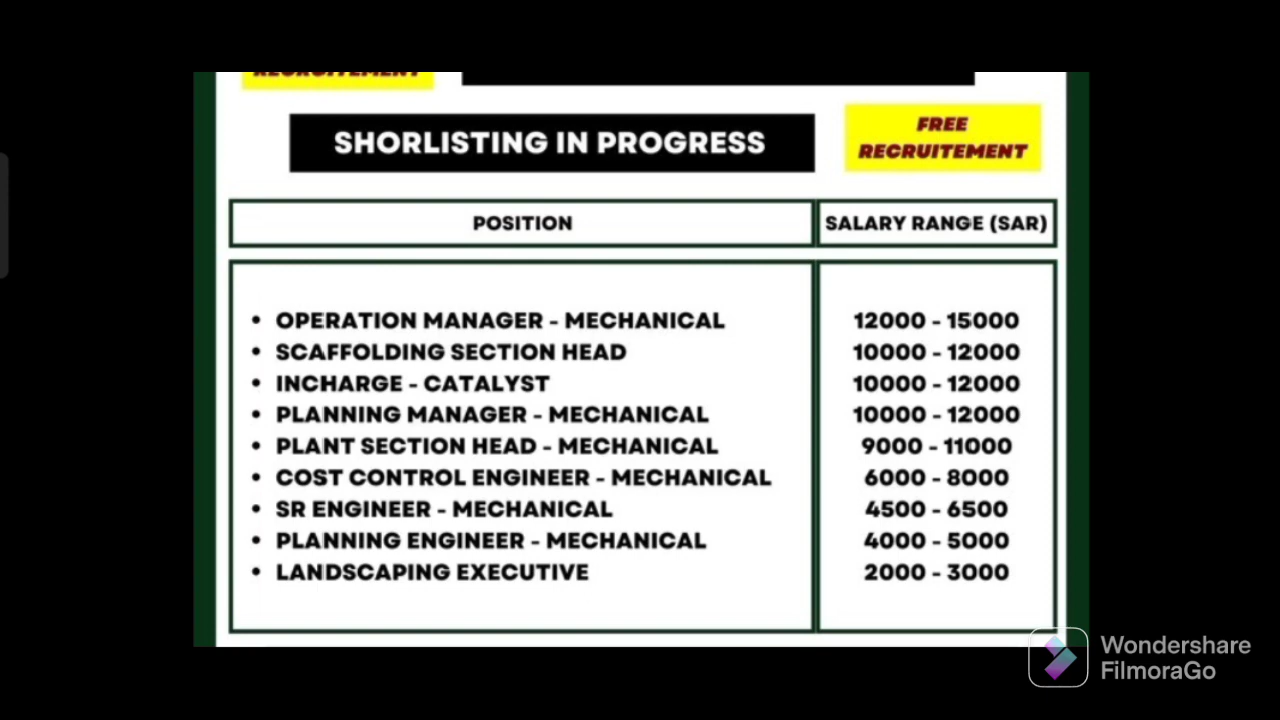 RECRUITEMENT
SHORLISTING IN PROGRESS
FREE
RECRUITEMENT
POSITION
SALARY RANGE (SAR)
• OPERATION MANAGER - MECHANICAL 12000 - 15000
• SCAFFOLDING SECTION HEAD 10000 - 12000
• INCHARGE - CATALYST 10000 - 12000
• PLANNING MANAGER - MECHANICAL 10000 - 12000
• PLANT SECTION HEAD - MECHANICAL 9000 - 11000
• COST CONTROL ENGINEER - MECHANICAL 6000 - 8000
• SR ENGINEER - MECHANICAL 4500 - 6500
• PLANNING ENGINEER - MECHANICAL 4000 - 5000
• LANDSCAPING EXECUTIVE 2000 - 3000
Wondershare
FilmoraGo